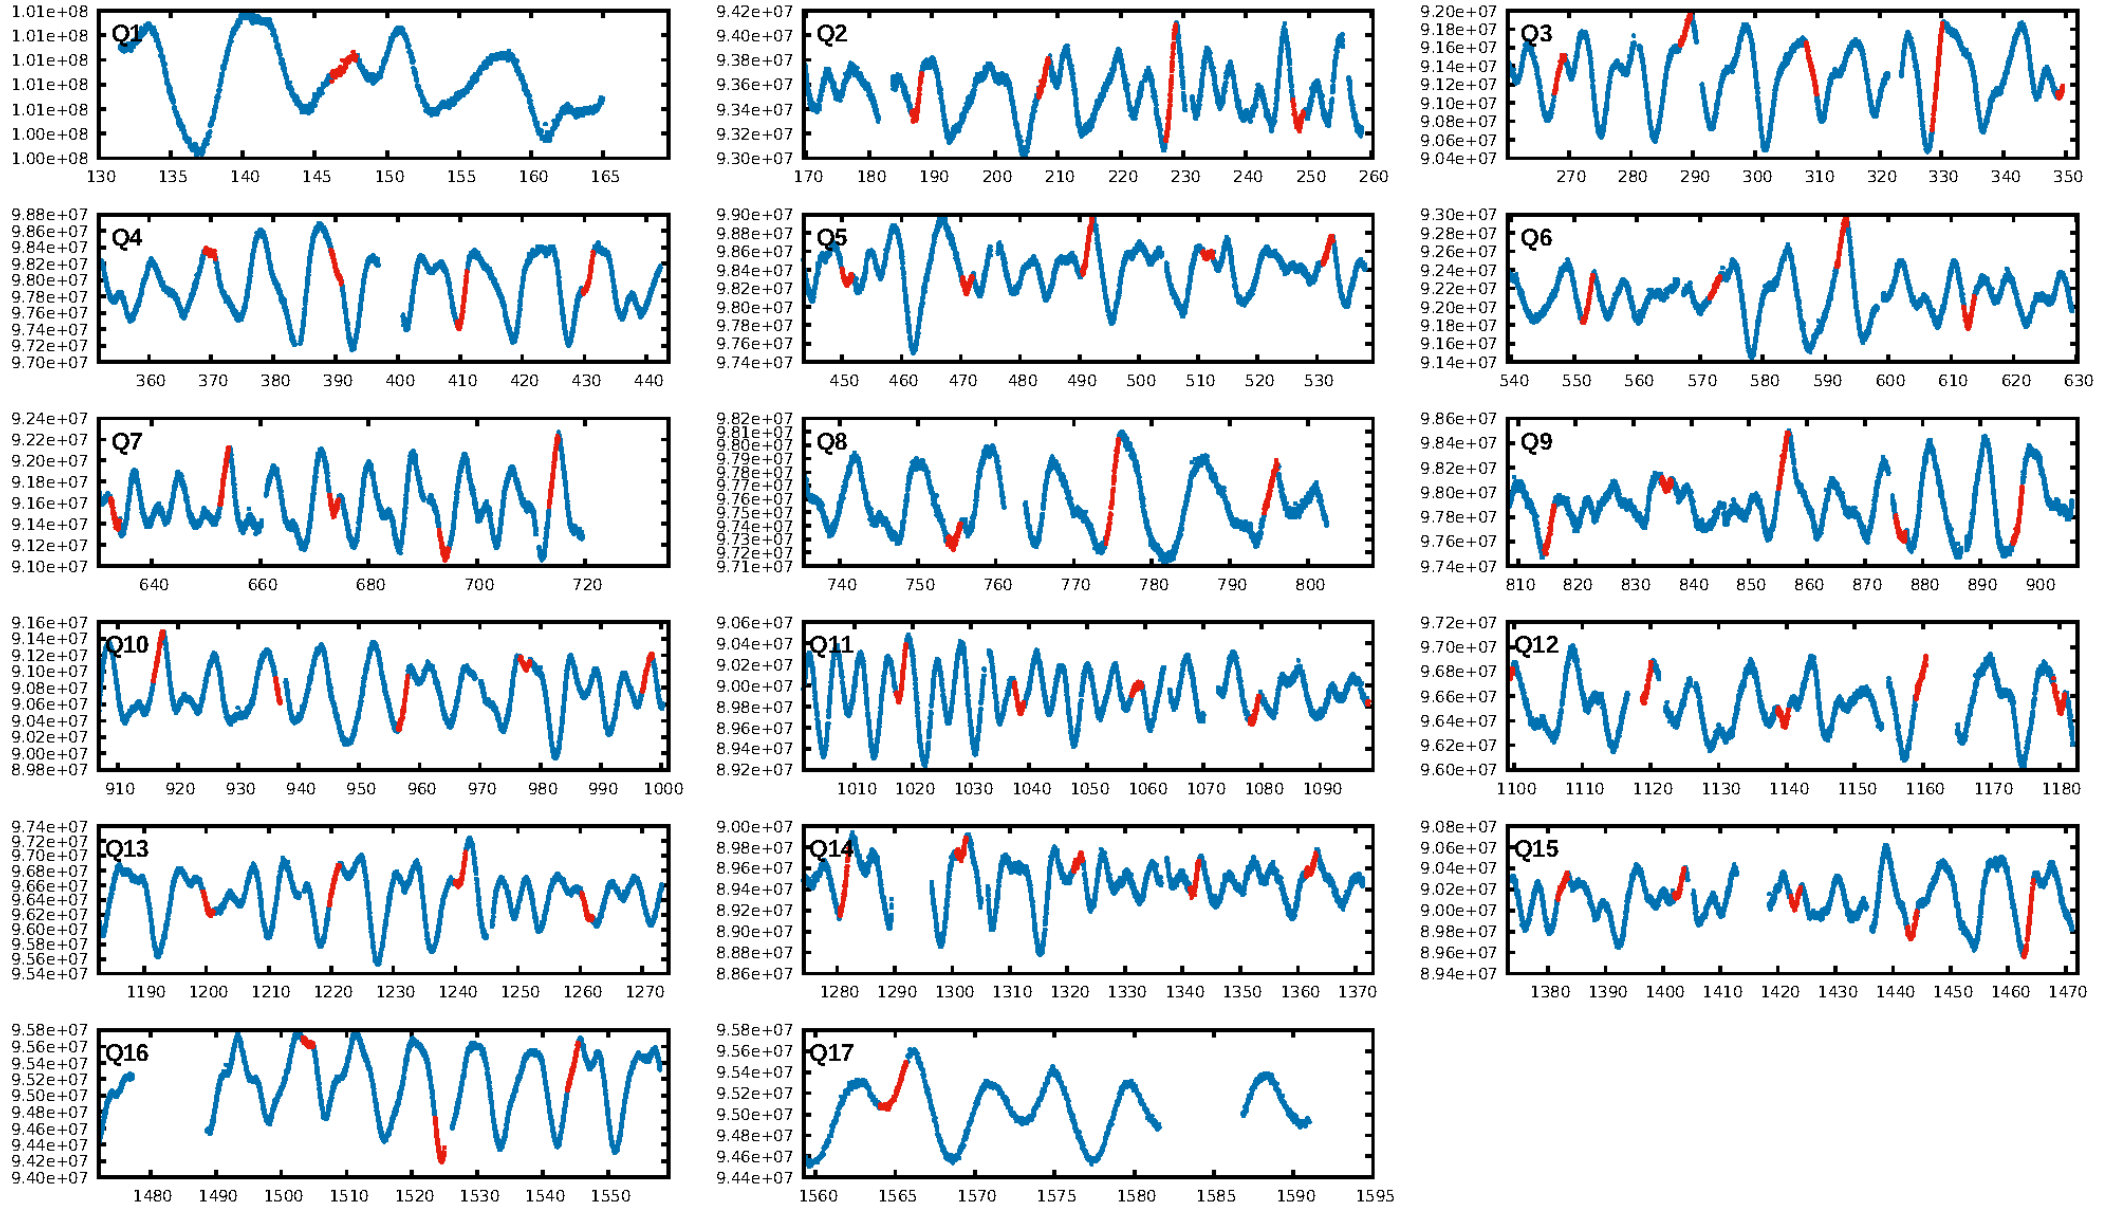 Q1
1.01e+08
1.01e+08
1.01e+08
1.01e+08
1.01e+08
1.00e+08
1.00e+08
130 135 140 145 150 155 160 165
Q2
9.42e+07
9.40e+07
9.38e+07
9.36e+07
9.34e+07
9.32e+07
9.30e+07
170 180 190 200 210 220 230 240 250 260
Q3
9.20e+07
9.18e+07
9.16e+07
9.14e+07
9.12e+07
9.10e+07
9.08e+07
9.06e+07
9.04e+07
270 280 290 300 310 320 330 340 350
Q4
9.88e+07
9.86e+07
9.84e+07
9.82e+07
9.80e+07
9.78e+07
9.76e+07
9.74e+07
9.72e+07
9.70e+07
360 370 380 390 400 410 420 430 440
Q5
9.90e+07
9.88e+07
9.86e+07
9.84e+07
9.82e+07
9.80e+07
9.78e+07
9.76e+07
9.74e+07
450 460 470 480 490 500 510 520 530
Q6
9.30e+07
9.28e+07
9.26e+07
9.24e+07
9.22e+07
9.20e+07
9.18e+07
9.16e+07
9.14e+07
540 550 560 570 580 590 600 610 620 630
Q7
9.24e+07
9.22e+07
9.20e+07
9.18e+07
9.16e+07
9.14e+07
9.12e+07
9.10e+07
640 660 680 700 720
Q8
9.82e+07
9.81e+07
9.80e+07
9.79e+07
9.78e+07
9.77e+07
9.76e+07
9.75e+07
9.74e+07
9.73e+07
9.72e+07
9.71e+07
740 750 760 770 780 790 800
Q9
9.86e+07
9.84e+07
9.82e+07
9.80e+07
9.78e+07
9.76e+07
9.74e+07
810 820 830 840 850 860 870 880 890 900
Q10
9.16e+07
9.14e+07
9.12e+07
9.10e+07
9.08e+07
9.06e+07
9.04e+07
9.02e+07
9.00e+07
8.98e+07
910 920 930 940 950 960 970 980 990 1000
Q11
9.06e+07
9.04e+07
9.02e+07
9.00e+07
8.98e+07
8.96e+07
8.94e+07
8.92e+07
1010 1020 1030 1040 1050 1060 1070 1080 1090
Q12
9.72e+07
9.70e+07
9.68e+07
9.66e+07
9.64e+07
9.62e+07
9.60e+07
1100 1110 1120 1130 1140 1150 1160 1170 1180
Q13
9.74e+07
9.72e+07
9.70e+07
9.68e+07
9.66e+07
9.64e+07
9.62e+07
9.60e+07
9.58e+07
9.56e+07
9.54e+07
1190 1200 1210 1220 1230 1240 1250 1260 1270
Q14
9.00e+07
8.98e+07
8.96e+07
8.94e+07
8.92e+07
8.90e+07
8.88e+07
8.86e+07
1280 1290 1300 1310 1320 1330 1340 1350 1360 1370
Q15
9.08e+07
9.06e+07
9.04e+07
9.02e+07
9.00e+07
8.98e+07
8.96e+07
8.94e+07
1380 1390 1400 1410 1420 1430 1440 1450 1460 1470
Q16
9.58e+07
9.56e+07
9.54e+07
9.52e+07
9.50e+07
9.48e+07
9.46e+07
9.44e+07
9.42e+07
9.40e+07
1480 1490 1500 1510 1520 1530 1540 1550
Q17
9.58e+07
9.56e+07
9.54e+07
9.52e+07
9.50e+07
9.48e+07
9.46e+07
9.44e+07
1560 1565 1570 1575 1580 1585 1590 1595